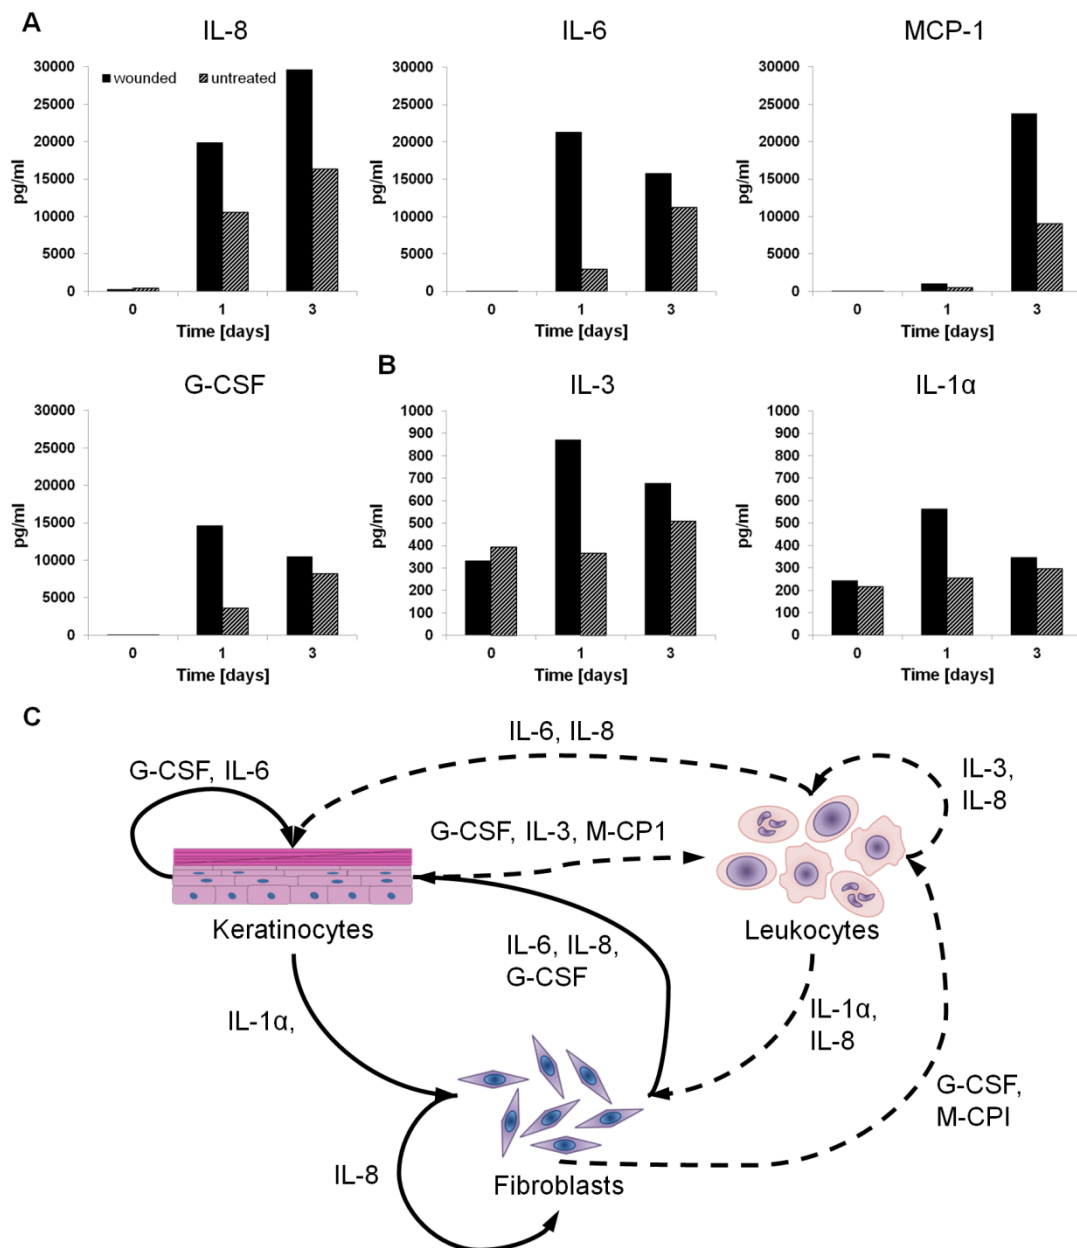 A
IL-8
30000
25000
20000
15000
10000
5000
0
pg/ml
wounded
untreated
0 1 3
Time [days]
IL-6
30000
25000
20000
15000
10000
5000
0
pg/ml
0 1 3
Time [days]
MCP-1
30000
25000
20000
15000
10000
5000
0
pg/ml
0 1 3
Time [days]
G-CSF
30000
25000
20000
15000
10000
5000
0
pg/ml
0 1 3
Time [days]
B
IL-3
1000
900
800
700
600
500
400
300
200
100
0
pg/ml
0 1 3
Time [days]
IL-1α
1000
900
800
700
600
500
400
300
200
100
0
pg/ml
0 1 3
Time [days]
C
IL-6, IL-8
G-CSF, IL-6
IL-3,
IL-8
G-CSF, IL-3, M-CP1
Keratinocytes
Leukocytes
IL-6, IL-8,
G-CSF
IL-1α,
IL-1α,
IL-8
G-CSF,
M-CPI
IL-8
Fibroblasts